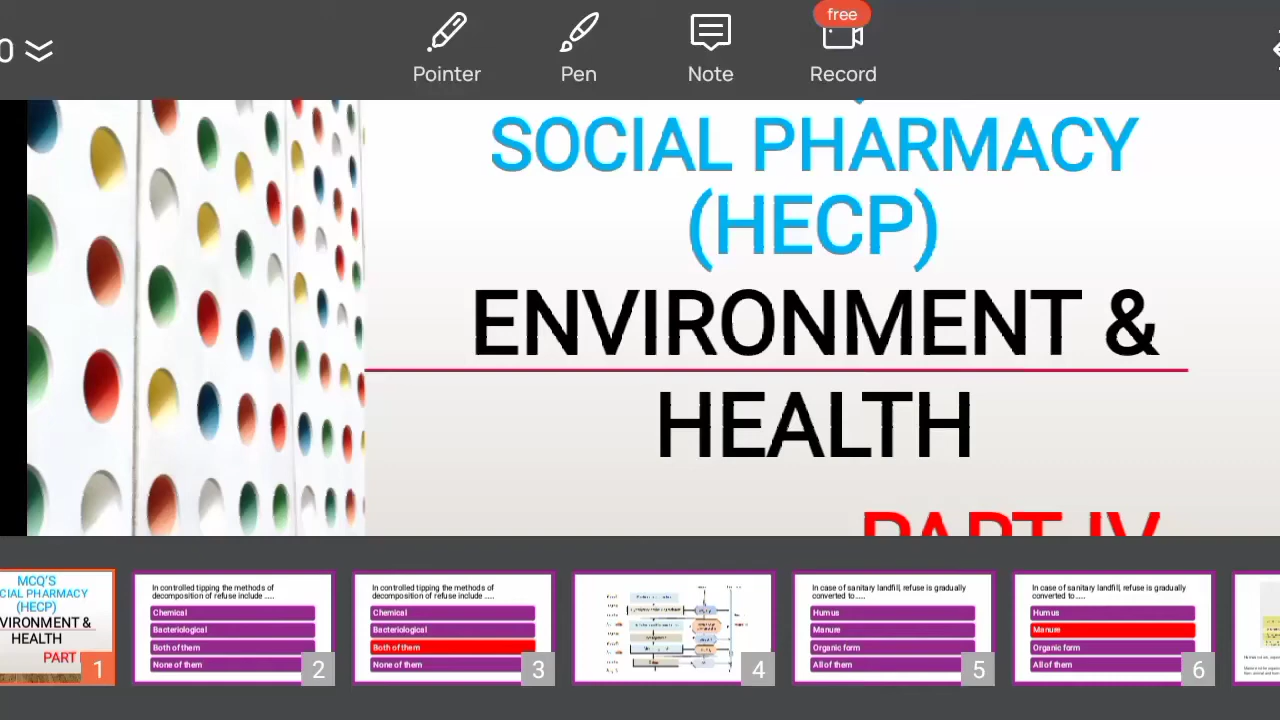 0
free
Pointer
Pen
Note
Record
SOCIAL PHARMACY
(HECP)
ENVIRONMENT &
HEALTH
PART IV
MCQ'S
CIAL PHARMACY
(HECP)
VIRONMENT &
HEALTH
PART
1
In controlled tipping the methods of
decomposition of refuse include ....
Chemical
Bacteriological
Both of them
None of them
2
In controlled tipping the methods of
decomposition of refuse include ....
Chemical
Bacteriological
Both of them
None of them
3
4
In case of sanitary landfill, refuse is gradually
converted to ....
Humus
Manure
Organic form
All of them
5
In case of sanitary landfill, refuse is gradually
converted to ....
Humus
Manure
Organic form
All of them
6